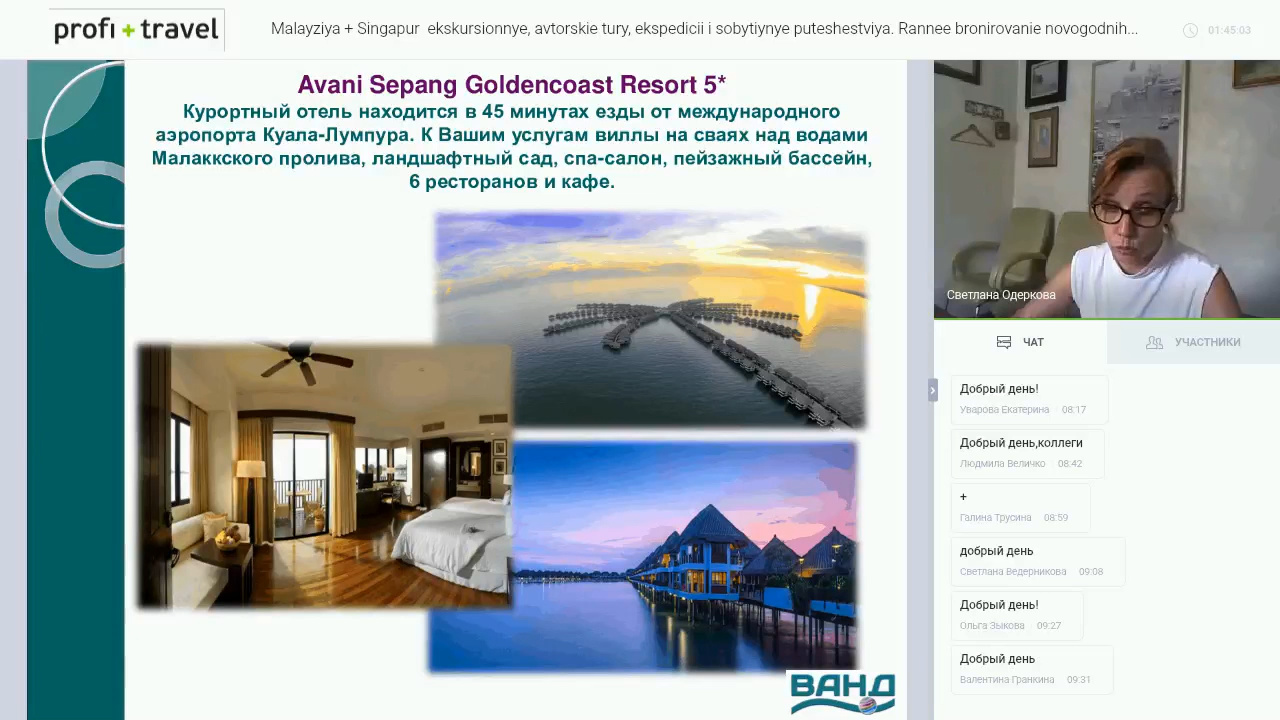 profi + travel
Malayziya + Singapur ekskursionnye, avtorskie tury, ekspedicii i sobytiynye puteshestviya. Rannee bronirovanie novogodnih...
01:45:03
Avani Sepang Goldencoast Resort 5*
Курортный отель находится в 45 минутах езды от международного
аэропорта Куала-Лумпура. К Вашим услугам виллы на сваях над водами
Малаккского пролива, ландшафтный сад, спа-салон, пейзажный бассейн,
6 ресторанов и кафе.
ВАНД
Светлана Одеркова
ЧАТ
УЧАСТНИКИ
Добрый день!
Уварова Екатерина 08:17
Добрый день,коллеги
Людмила Величко 08:42
+
Галина Трусина 08:59
добрый день
Светлана Ведерникова 09:08
Добрый день!
Ольга Зыкова 09:27
Добрый день
Валентина Гранкина 09:31